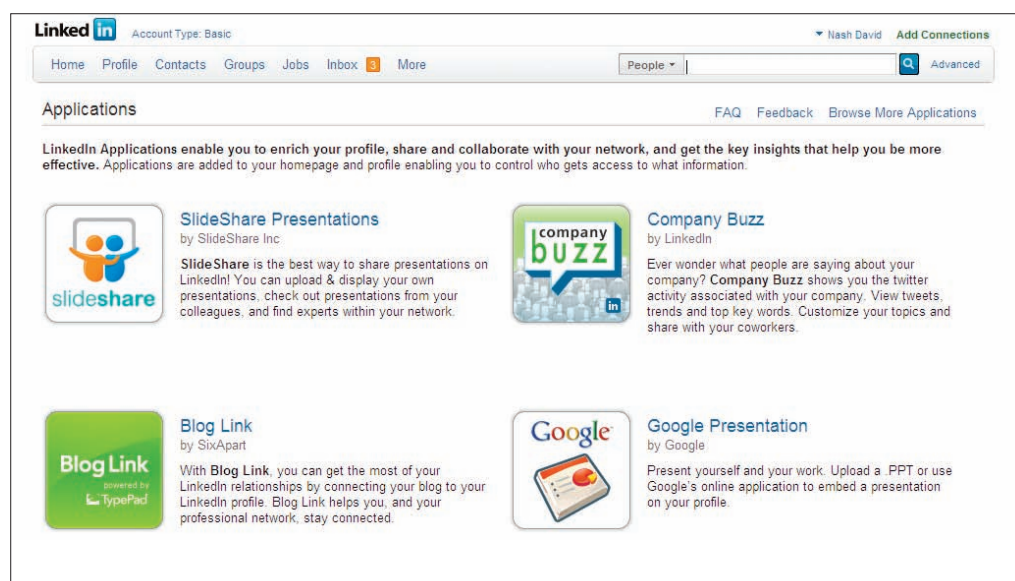 Linked in Account Type: Basic Nash David Add Connections
Home Profile Contacts Groups Jobs Inbox 3 More People Advanced
Applications FAQ Feedback Browse More Applications
LinkedIn Applications enable you to enrich your profile, share and collaborate with your network, and get the key insights that help you be more
effective. Applications are added to your homepage and profile enabling you to control who gets access to what information.
slideshare
SlideShare Presentations
by SlideShare Inc
SlideShare is the best way to share presentations on
LinkedIn! You can upload & display your own
presentations, check out presentations from your
colleagues, and find experts within your network.
company
buzz
in
Company Buzz
by LinkedIn
Ever wonder what people are saying about your
company? Company Buzz shows you the twitter
activity associated with your company. View tweets,
trends and top key words. Customize your topics and
share with your coworkers.
Blog Link
powered by
TypePad
Blog Link
by SixApart
With Blog Link, you can get the most of your
LinkedIn relationships by connecting your blog to your
LinkedIn profile. Blog Link helps you, and your
professional network, stay connected.
Google
Google Presentation
by Google
Present yourself and your work. Upload a .PPT or use
Google's online application to embed a presentation
on your profile.